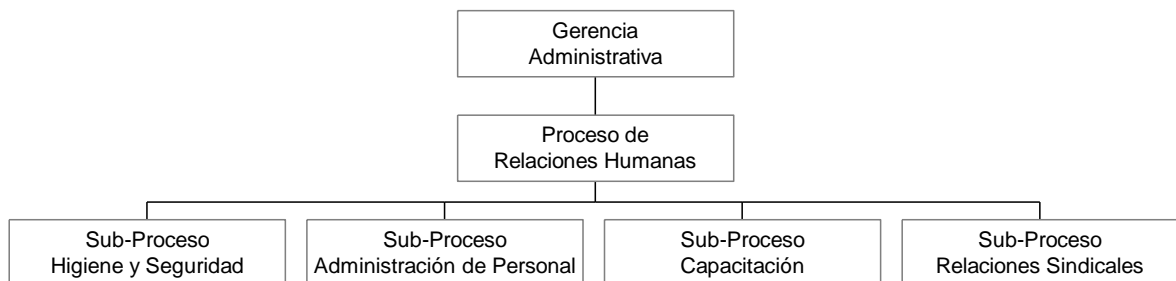 Gerencia
Administrativa
Proceso de
Relaciones Humanas
Sub-Proceso
Higiene y Seguridad
Sub-Proceso
Administración de Personal
Sub-Proceso
Capacitación
Sub-Proceso
Relaciones Sindicales